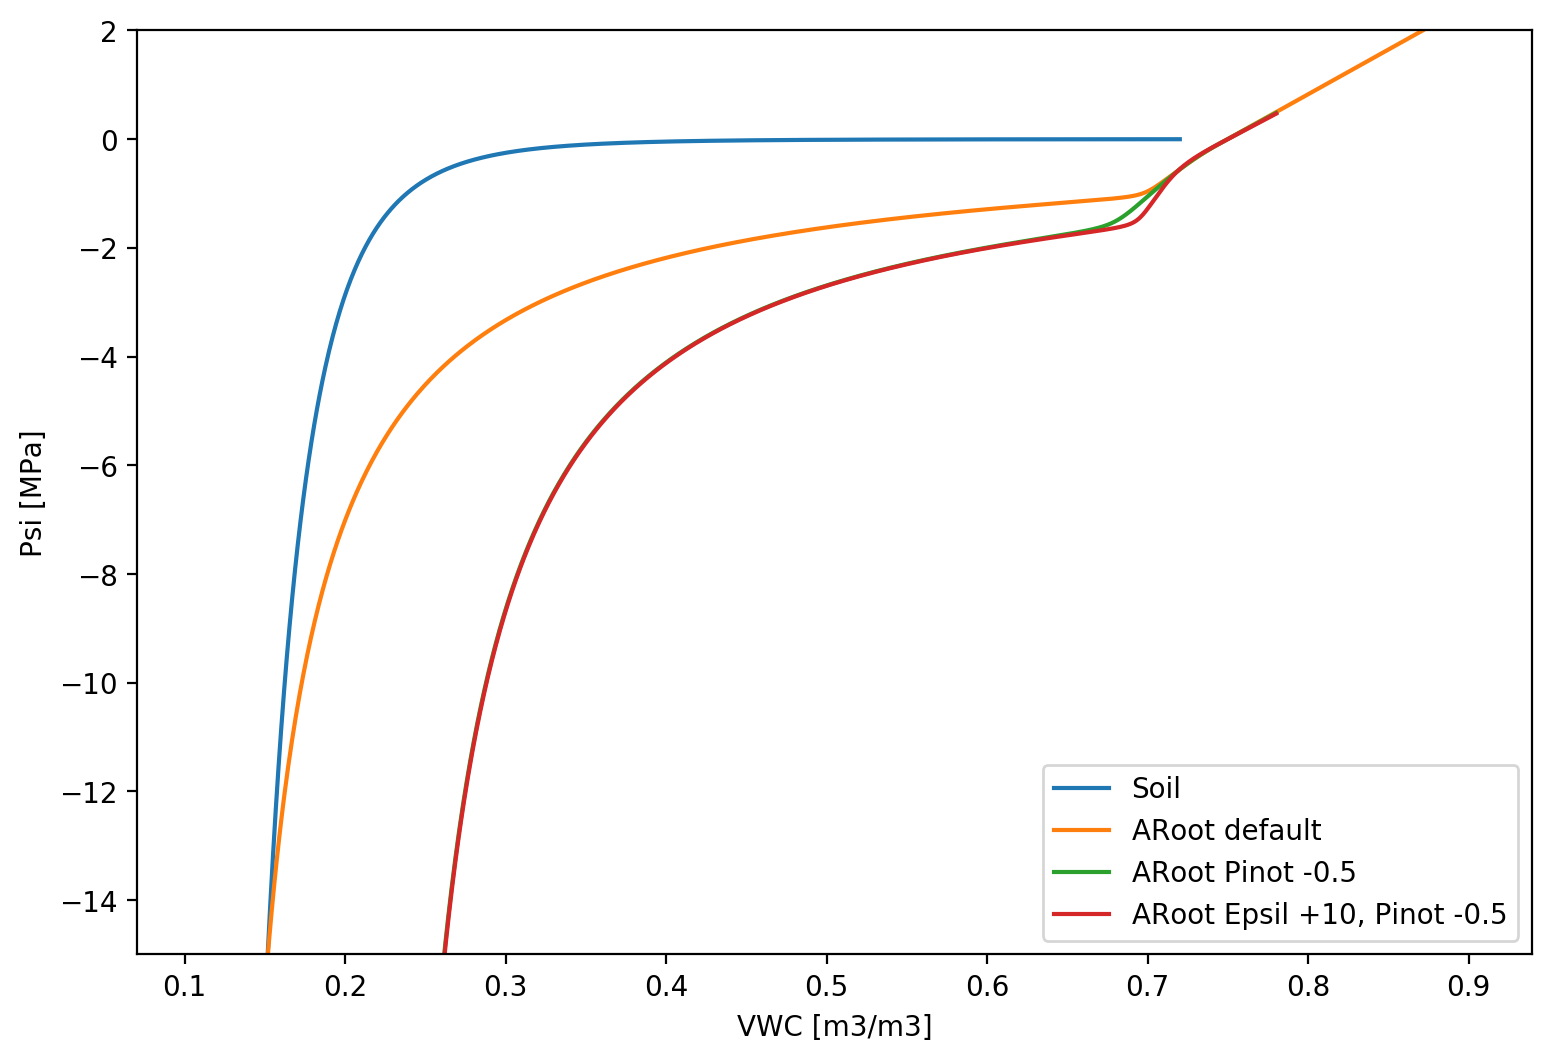 2
0
−2
−4
−6
−8
−10
−12
−14
Psi [MPa]
0.1 0.2 0.3 0.4 0.5 0.6 0.7 0.8 0.9
VWC [m3/m3]
Soil
ARoot default
ARoot Pinot -0.5
ARoot Epsil +10, Pinot -0.5